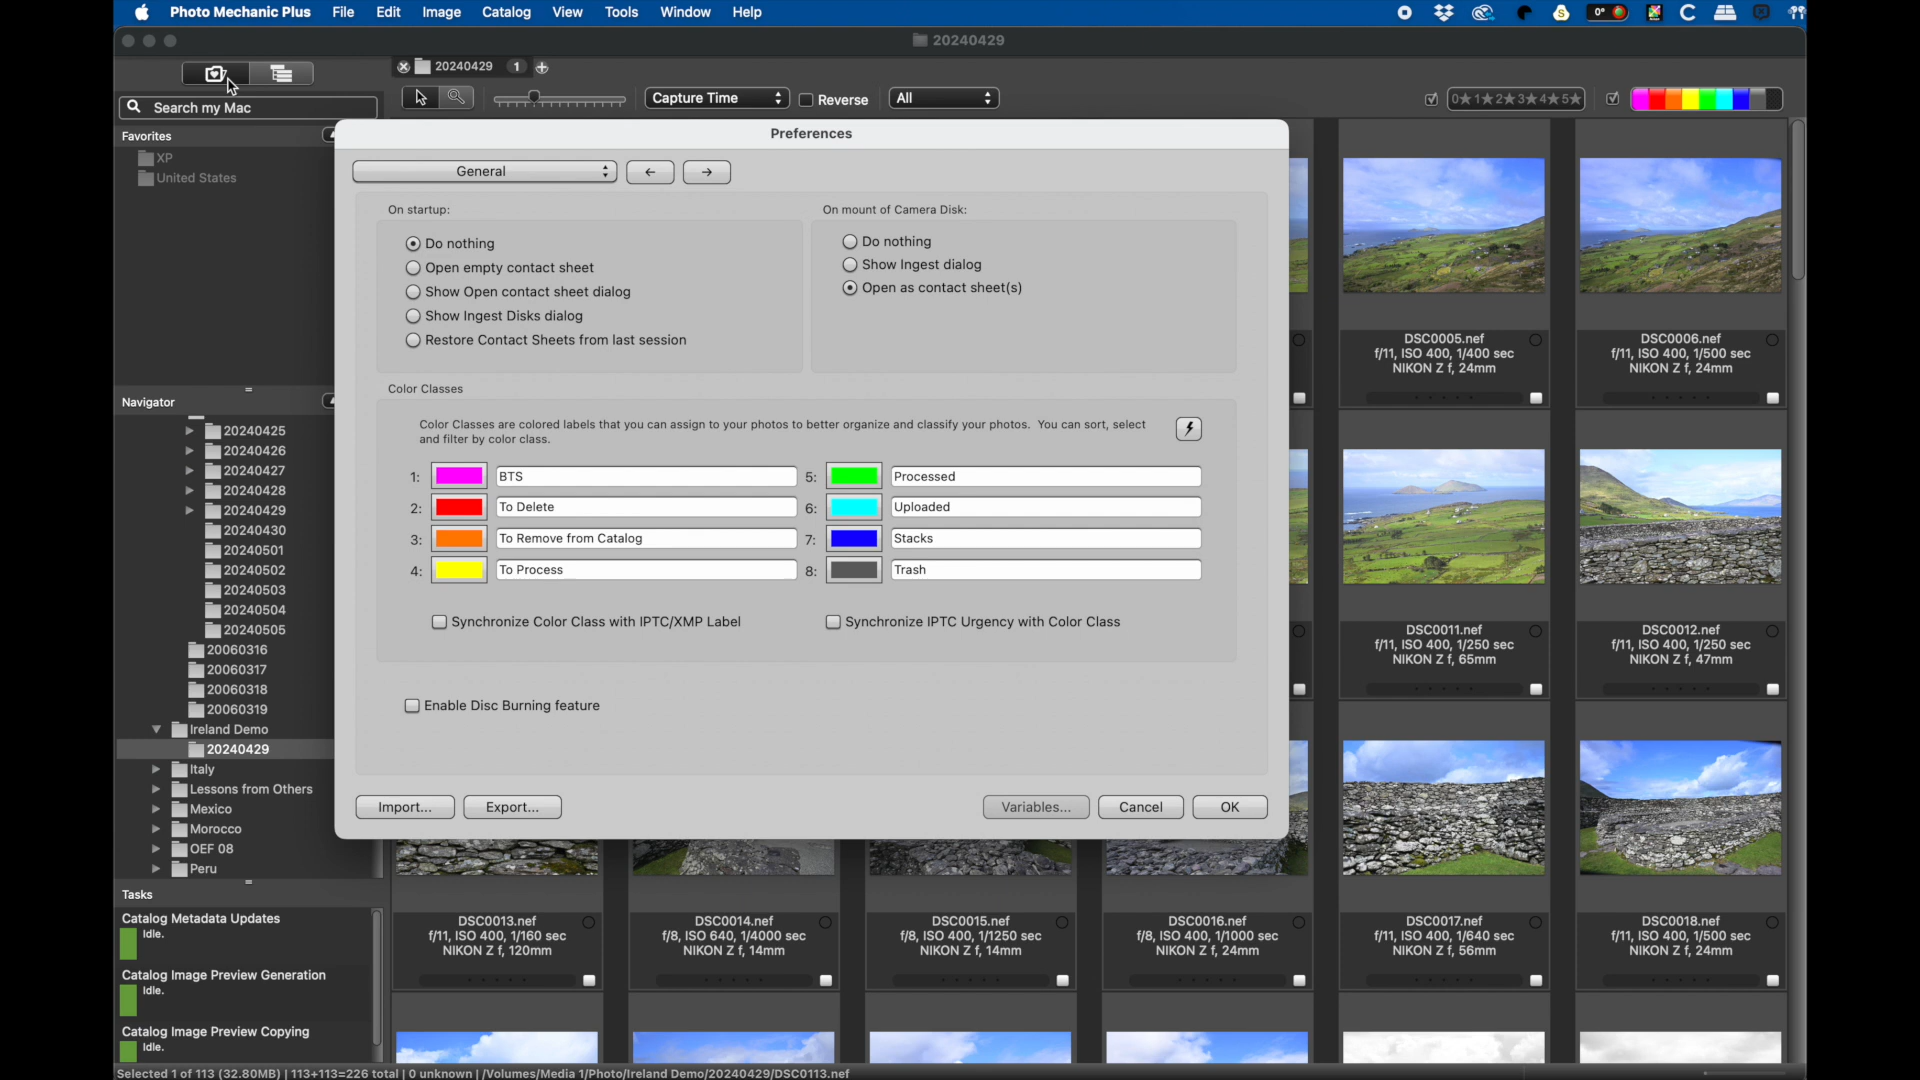 Photo Mechanic Plus File Edit Image Catalog View Tools Window Help
0°
20240429
20240429 1
Search my Mac
Capture Time
Reverse
All
0★1★2★3★4★5★
Favorites
XP
United States
Navigator
20240425
20240426
20240427
20240428
20240429
20240430
20240501
20240502
20240503
20240504
20240505
20060316
20060317
20060318
20060319
Ireland Demo
20240429
Italy
Lessons from Others
Mexico
Morocco
OEF 08
Peru
Tasks
Catalog Metadata Updates
Idle.
Catalog Image Preview Generation
Idle.
Catalog Image Preview Copying
Idle.
Preferences
General
On startup:
Do nothing
Open empty contact sheet
Show Open contact sheet dialog
Show Ingest Disks dialog
Restore Contact Sheets from last session
On mount of Camera Disk:
Do nothing
Show Ingest dialog
Open as contact sheet(s)
Color Classes
Color Classes are colored labels that you can assign to your photos to better organize and classify your photos. You can sort, select
and filter by color class.
1: BTS
2: To Delete
3: To Remove from Catalog
4: To Process
5: Processed
6: Uploaded
7: Stacks
8: Trash
Synchronize Color Class with IPTC/XMP Label
Synchronize IPTC Urgency with Color Class
Enable Disc Burning feature
Import...
Export...
Variables...
Cancel
OK
DSC0005.nef
f/11, ISO 400, 1/400 sec
NIKON Z f, 24mm
DSC0006.nef
f/11, ISO 400, 1/500 sec
NIKON Z f, 24mm
DSC0011.nef
f/11, ISO 400, 1/250 sec
NIKON Z f, 65mm
DSC0012.nef
f/11, ISO 400, 1/250 sec
NIKON Z f, 47mm
DSC0013.nef
f/11, ISO 400, 1/160 sec
NIKON Z f, 120mm
DSC0014.nef
f/8, ISO 640, 1/4000 sec
NIKON Z f, 14mm
DSC0015.nef
f/8, ISO 400, 1/1250 sec
NIKON Z f, 14mm
DSC0016.nef
f/8, ISO 400, 1/1000 sec
NIKON Z f, 24mm
DSC0017.nef
f/11, ISO 400, 1/640 sec
NIKON Z f, 56mm
DSC0018.nef
f/11, ISO 400, 1/500 sec
NIKON Z f, 24mm
Selected 1 of 113 (32.80MB) | 113+113=226 total | 0 unknown | /Volumes/Media 1/Photo/Ireland Demo/20240429/DSC0113.nef